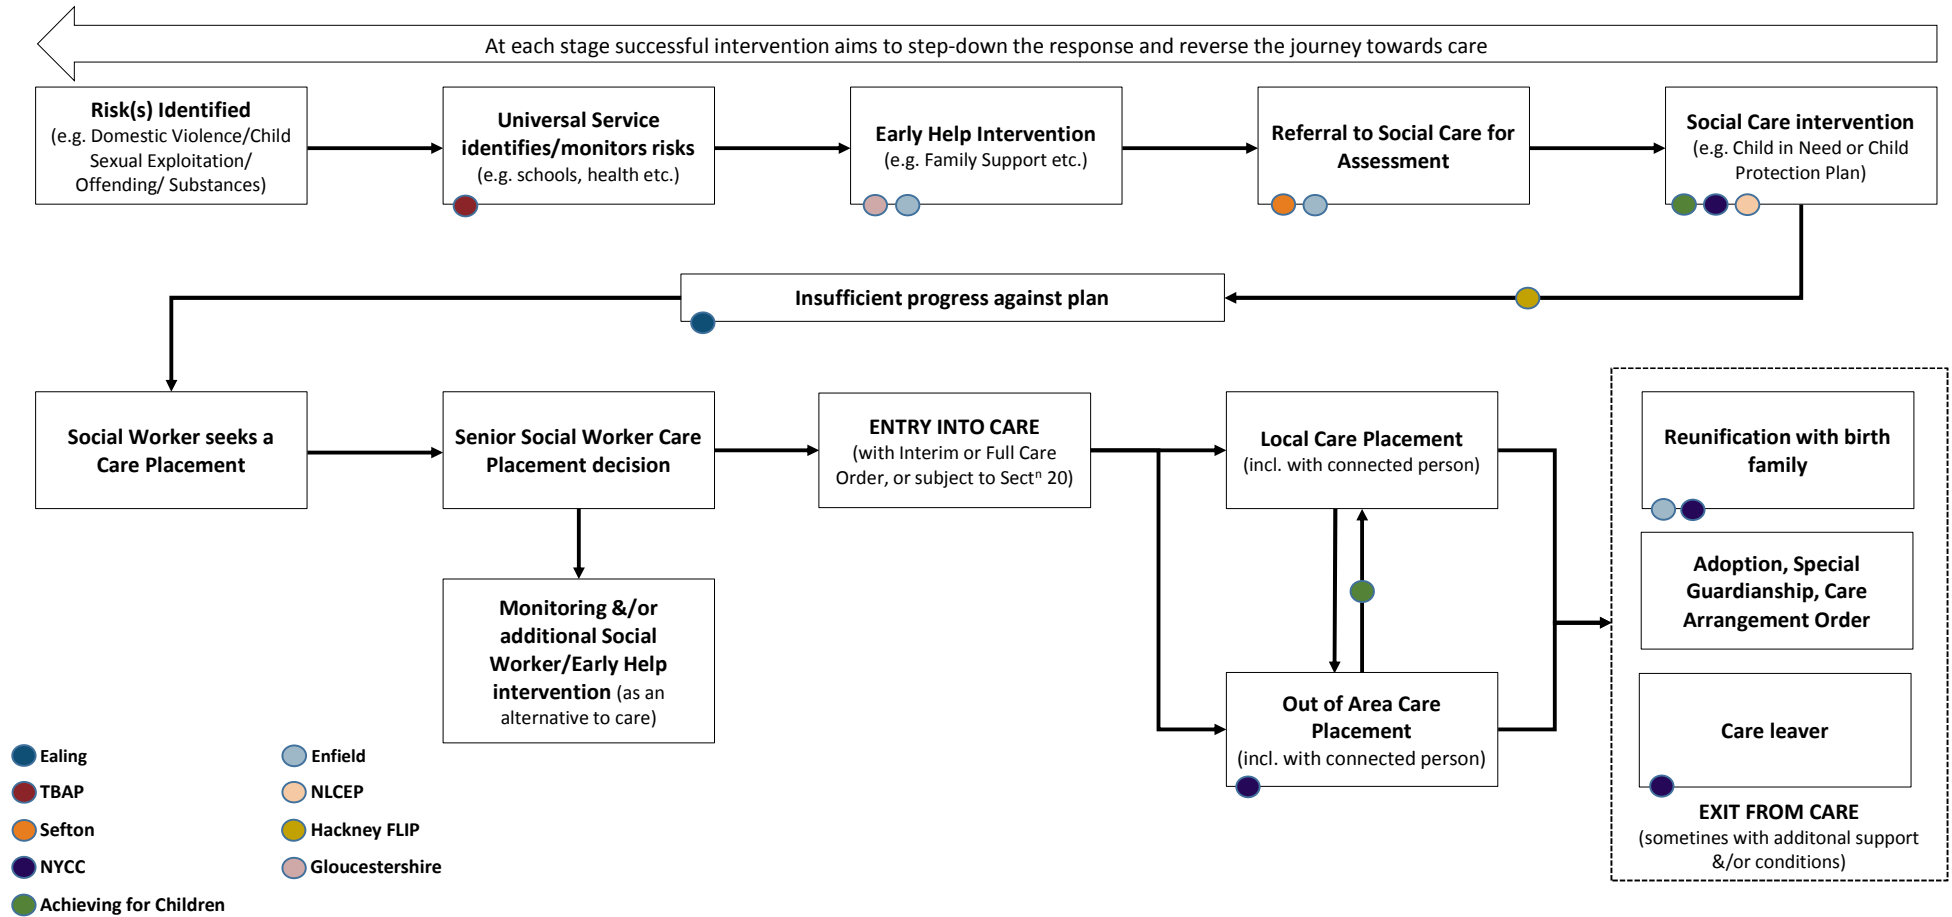 At each stage successful intervention aims to step-down the response and reverse the journey towards care
Risk(s) Identified
(e.g. Domestic Violence/Child
Sexual Exploitation/
Offending/ Substances)
Universal Service
identifies/monitors risks
(e.g. schools, health etc.)
Early Help Intervention
(e.g. Family Support etc.)
Referral to Social Care for
Assessment
Social Care intervention
(e.g. Child in Need or Child
Protection Plan)
Insufficient progress against plan
Social Worker seeks a
Care Placement
Senior Social Worker Care
Placement decision
ENTRY INTO CARE
(with Interim or Full Care
Order, or subject to Sectⁿ 20)
Local Care Placement
(incl. with connected person)
Reunification with birth
family
Monitoring &/or
additional Social
Worker/Early Help
intervention (as an
alternative to care)
Adoption, Special
Guardianship, Care
Arrangement Order
Out of Area Care
Placement
(incl. with connected person)
Care leaver
EXIT FROM CARE
(sometines with additonal support
&/or conditions)
Ealing
TBAP
Sefton
NYCC
Achieving for Children
Enfield
NLCEP
Hackney FLIP
Gloucestershire